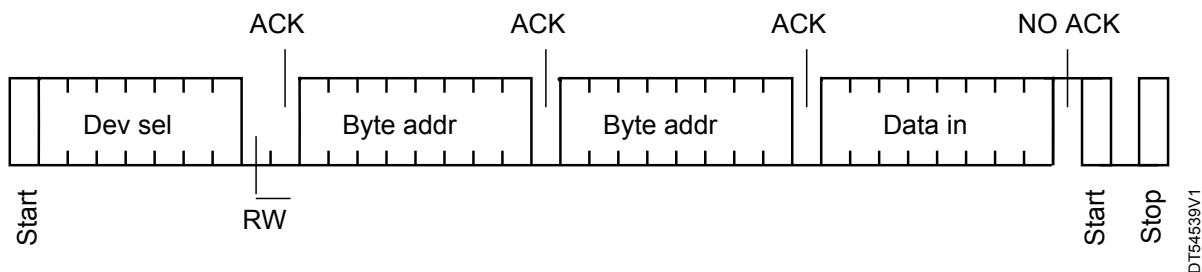 ACK ACK ACK NO ACK
Dev sel Byte addr Byte addr Data in
RW
Start Start Stop
DT54539V1